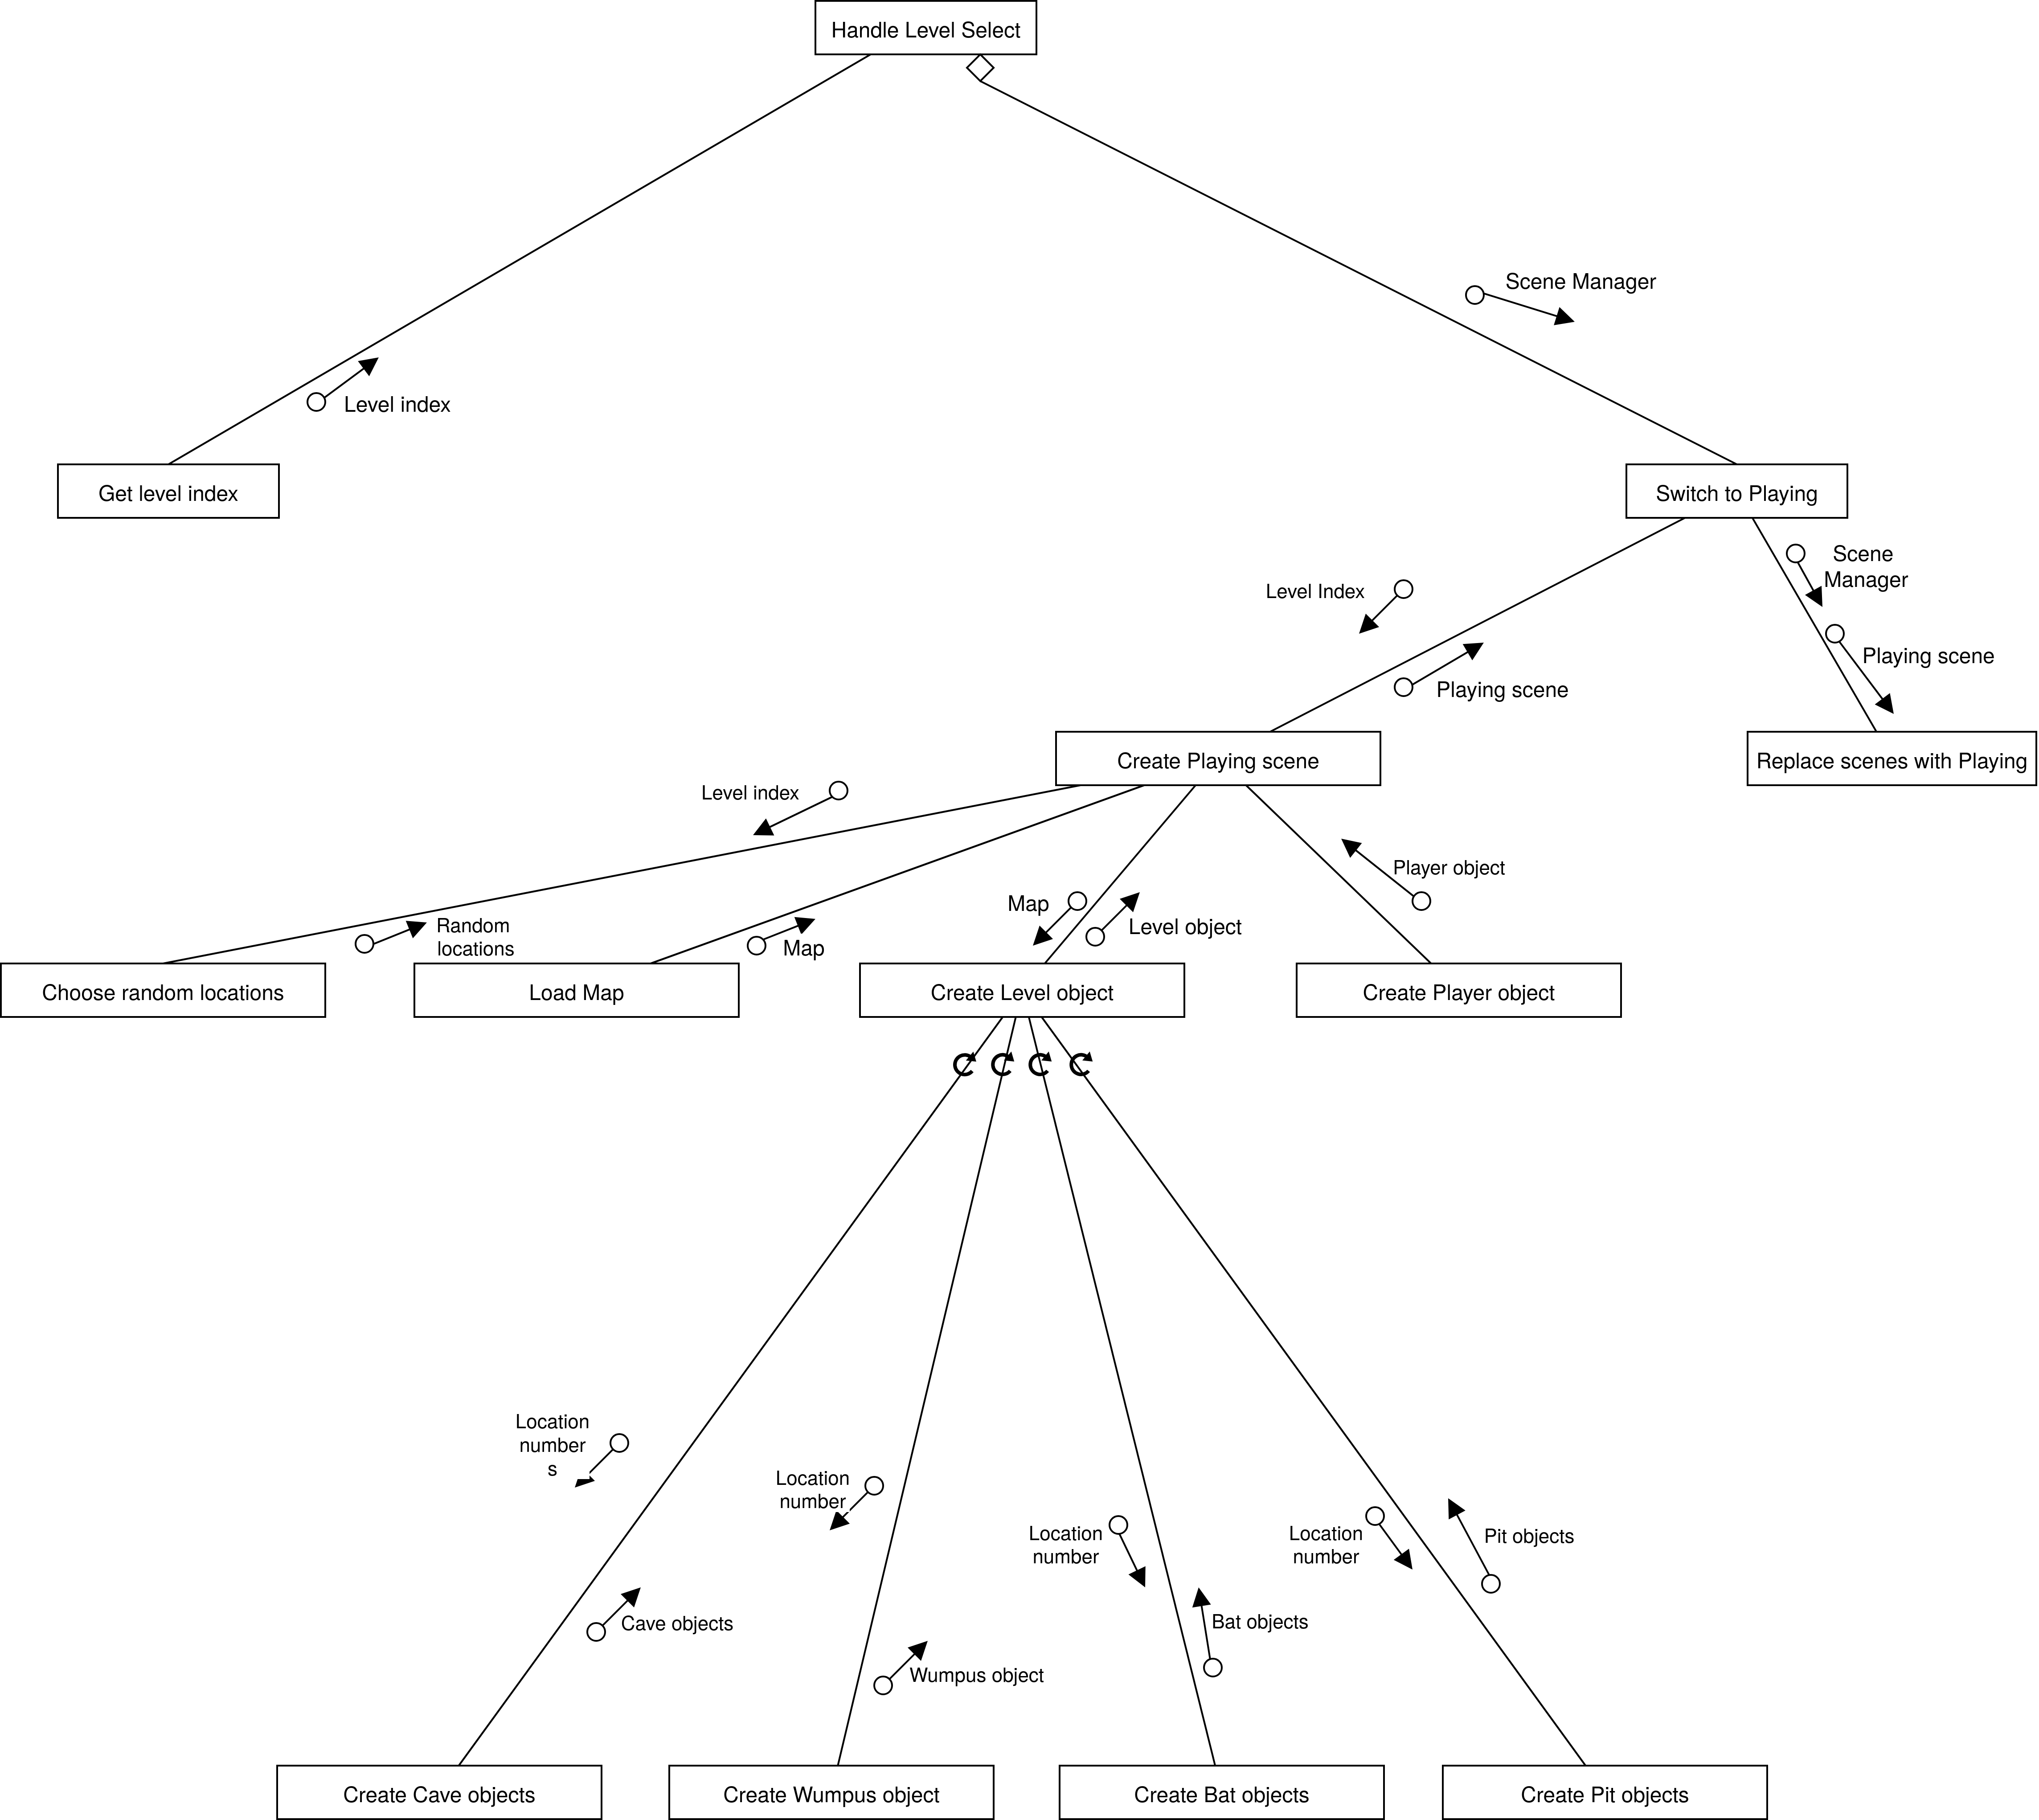 Handle Level Select
Scene Manager
Level index
Get level index
Switch to Playing
Scene
Manager
Level Index
Playing scene
Playing scene
Create Playing scene
Replace scenes with Playing
Level index
Player object
Map
Level object
Random
locations
Map
Choose random locations
Load Map
Create Level object
Create Player object
Location
number
s
Location
number
Location
number
Location
number
Pit objects
Cave objects
Bat objects
Wumpus object
Create Cave objects
Create Wumpus object
Create Bat objects
Create Pit objects